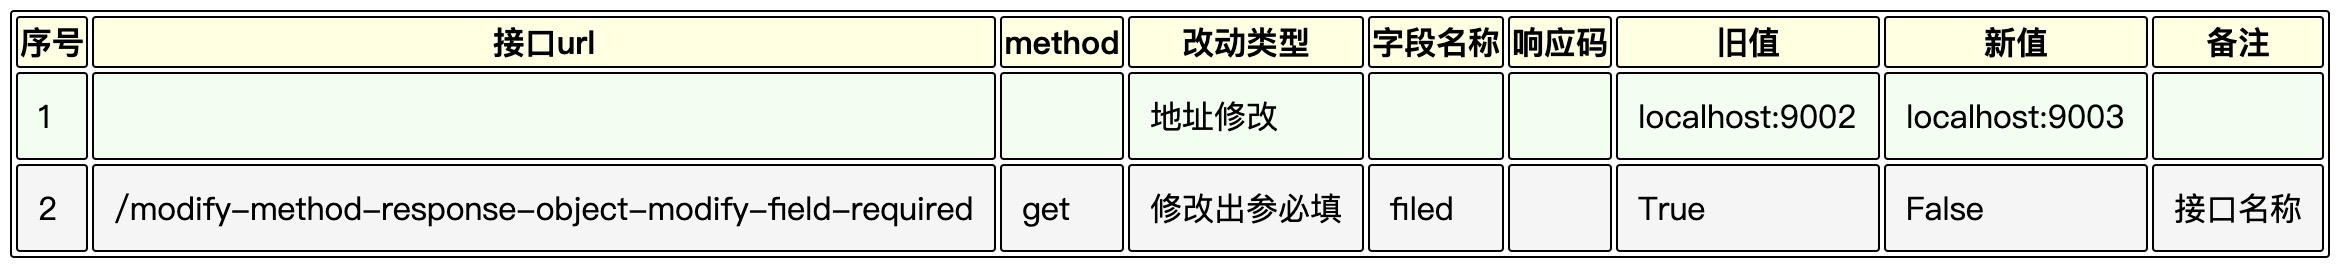 序号 接口url method 改动类型 字段名称 响应码 旧值 新值 备注
1 地址修改 localhost:9002 localhost:9003
2 /modify-method-response-object-modify-field-required get 修改出参必填 filed True False 接口名称